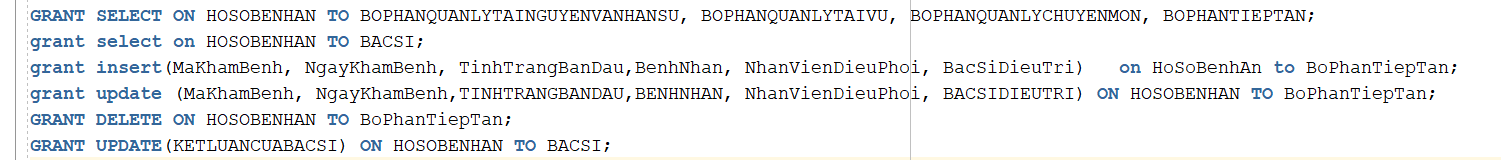 GRANT SELECT ON HOSOBENHAN TO BOPHANQUANLYTAINGUYENVANHANSU, BOPHANQUANLYTAIVU, BOPHANQUANLYCHUYENMON, BOPHANTIEPTAN;
grant select on HOSOBENHAN TO BACSI;
grant insert(MaKhamBenh, NgayKhamBenh, TinhTrangBanDau,BenhNhan, NhanVienDieuPhoi, BacSiDieuTri)   on HoSoBenhAn to BoPhanTiepTan;
grant update (MaKhamBenh, NgayKhamBenh,TINHTRANGBANDAU,BENHNHAN, NhanVienDieuPhoi, BACSIDIEUTRI) ON HOSOBENHAN TO BoPhanTiepTan;
GRANT DELETE ON HOSOBENHAN TO BoPhanTiepTan;
GRANT UPDATE(KETLUANCUABACSI) ON HOSOBENHAN TO BACSI;